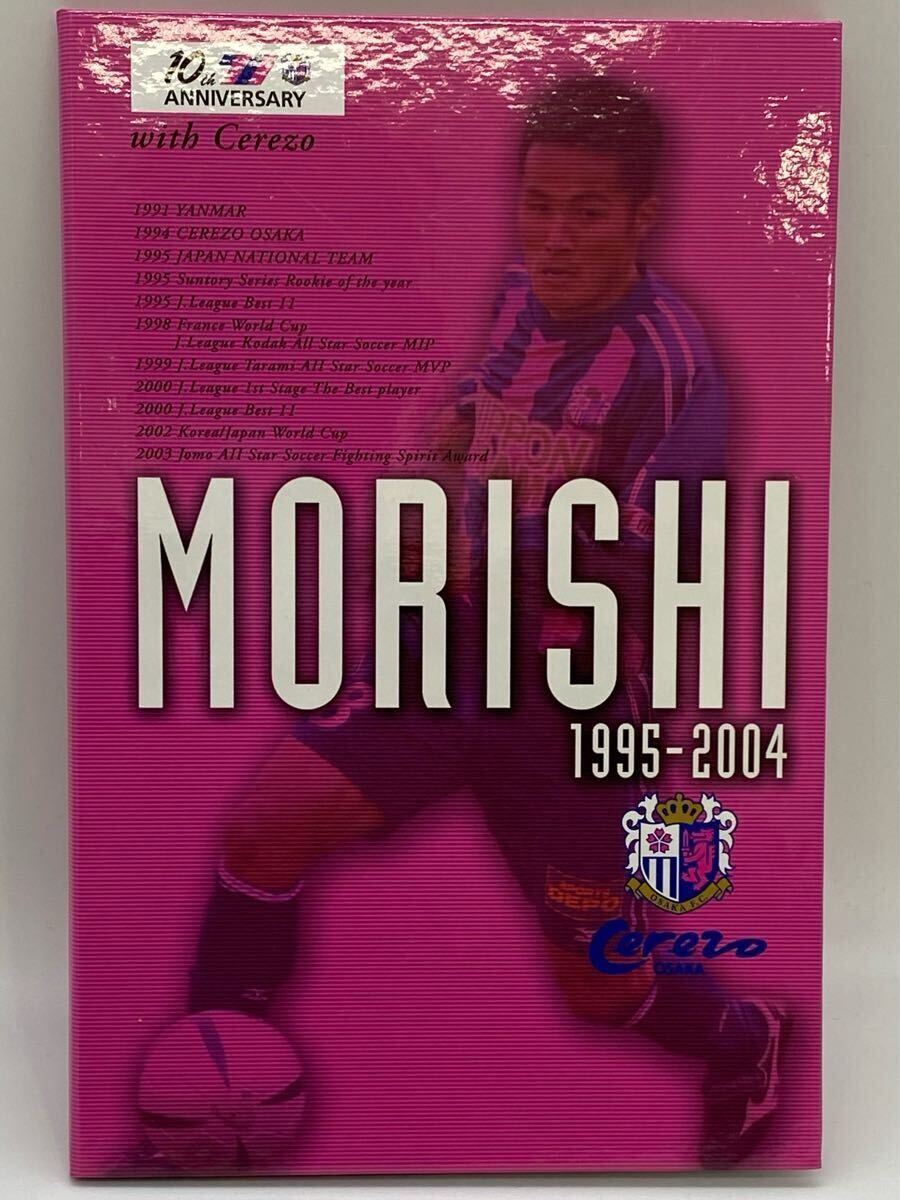 10th
ANNIVERSARY
with Cerezo
1991 YANMAR
1994 CEREZO OSAKA
1995 JAPAN NATIONAL TEAM
1995 Suntory Series Rookie of the year
1995 J.League Best 11
1998 France World Cup
J.League Kodak All Star Soccer MIP
1999 J.League Tarami All Star Soccer MVP
2000 J.League 1st Stage The Best player
2000 J.League Best 11
2002 Korea/Japan World Cup
2003 Jomo All Star Soccer Fighting Spirit Award
MORISHI
1995-2004
8
SPORTS
DEPO
OSAKA F.C.
Cerezo
OSAKA